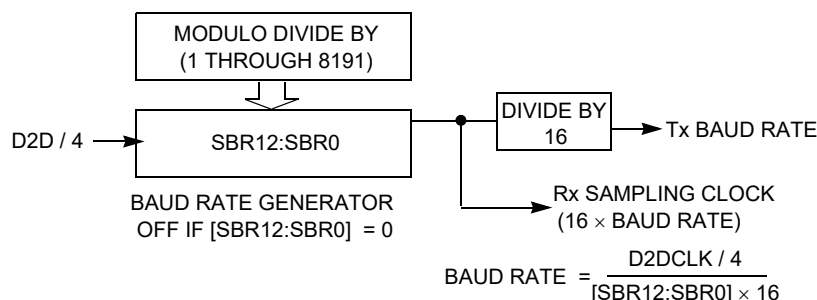 MODULO DIVIDE BY
(1 THROUGH 8191)
D2D / 4
SBR12:SBR0
DIVIDE BY
16
Tx BAUD RATE
BAUD RATE GENERATOR
OFF IF [SBR12:SBR0] = 0
Rx SAMPLING CLOCK
(16 × BAUD RATE)
BAUD RATE =
D2DCLK / 4
[SBR12:SBR0] × 16